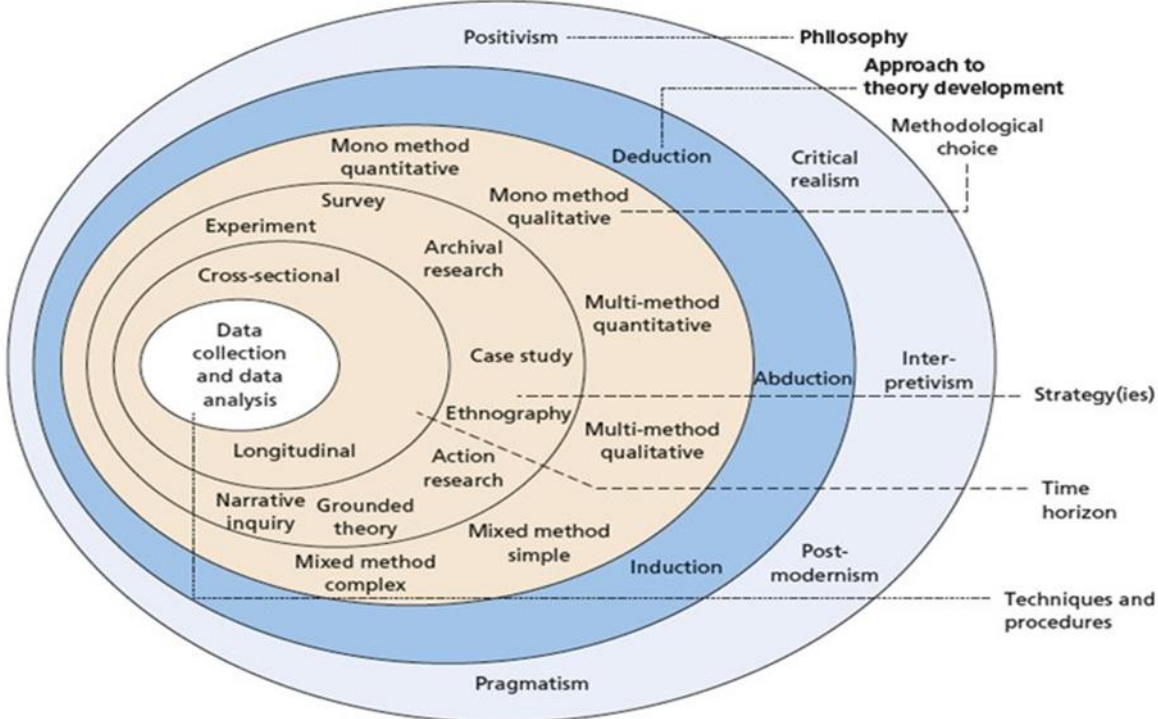 Positivism
Philosophy
Approach to
theory development
Methodological
choice
Mono method
quantitative
Deduction
Critical
realism
Mono method
qualitative
Survey
Experiment
Archival
research
Cross-sectional
Multi-method
quantitative
Data
collection
and data
analysis
Case study
Abduction
Inter-
pretivism
Strategy(ies)
Ethnography
Multi-method
qualitative
Longitudinal
Action
research
Time
horizon
Narrative
inquiry
Grounded
theory
Mixed method
simple
Mixed method
complex
Induction
Post-
modernism
Techniques and
procedures
Pragmatism